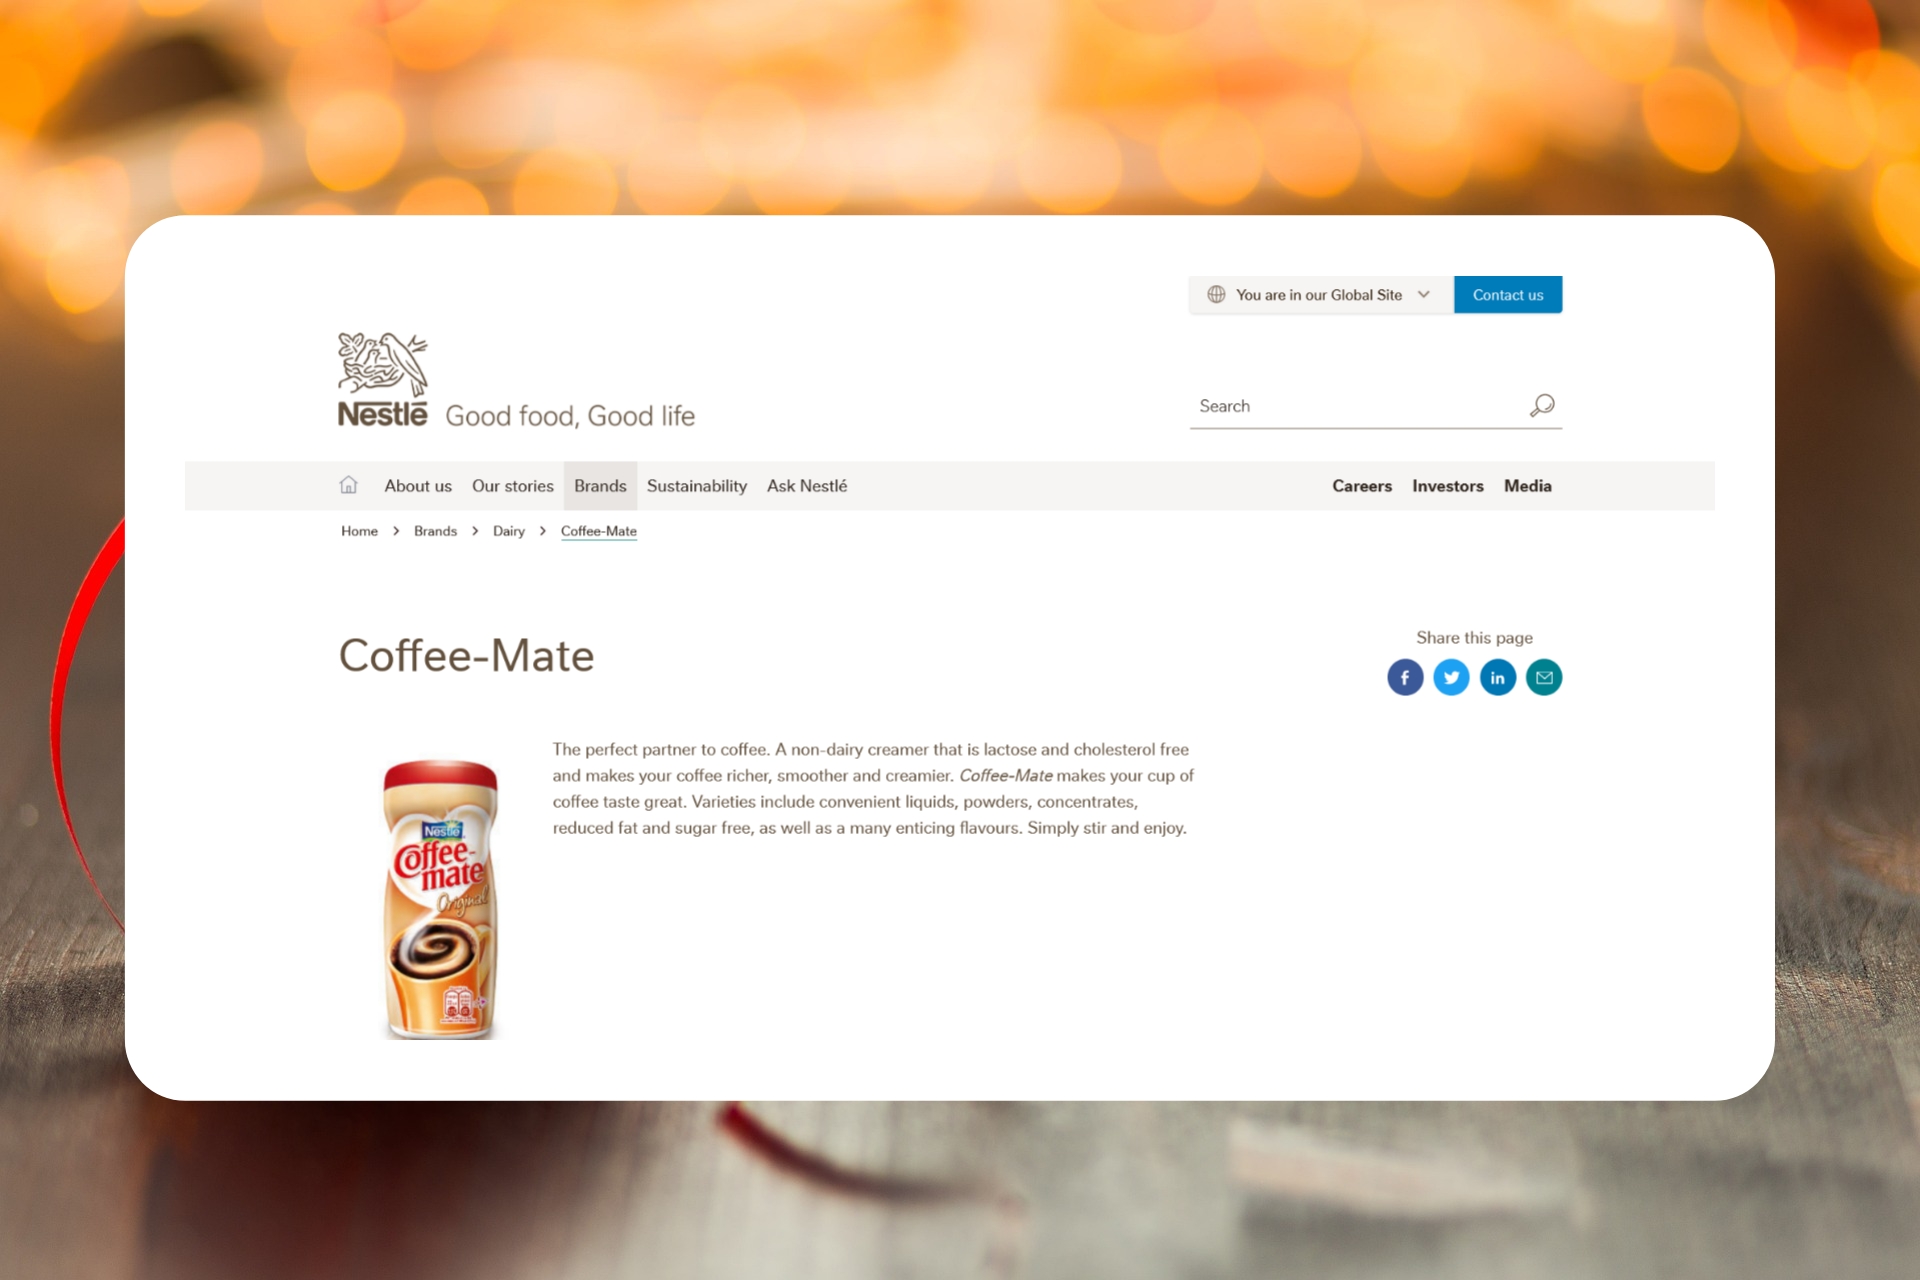 You are in our Global Site
Contact us
Nestlé Good food, Good life
Search
About us Our stories Brands Sustainability Ask Nestlé Careers Investors Media
Home > Brands > Dairy > Coffee-Mate
Coffee-Mate
Share this page
The perfect partner to coffee. A non-dairy creamer that is lactose and cholesterol free
and makes your coffee richer, smoother and creamier. Coffee-Mate makes your cup of
coffee taste great. Varieties include convenient liquids, powders, concentrates,
reduced fat and sugar free, as well as a many enticing flavours. Simply stir and enjoy.
Nestlé
Coffee-
mate
Original